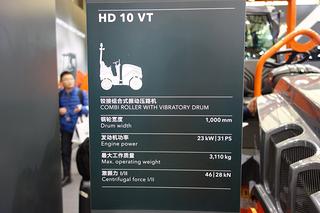 HD 10 VT
铰接组合式振动压路机
COMBI ROLLER WITH VIBRATORY DRUM
钢轮宽度
Drum width 1,000 mm
发动机功率
Engine power 23 kW | 31 PS
最大工作质量
Max. operating weight 3,110 kg
激振力 I/II
Centrifugal force I/II 46 | 28 kN